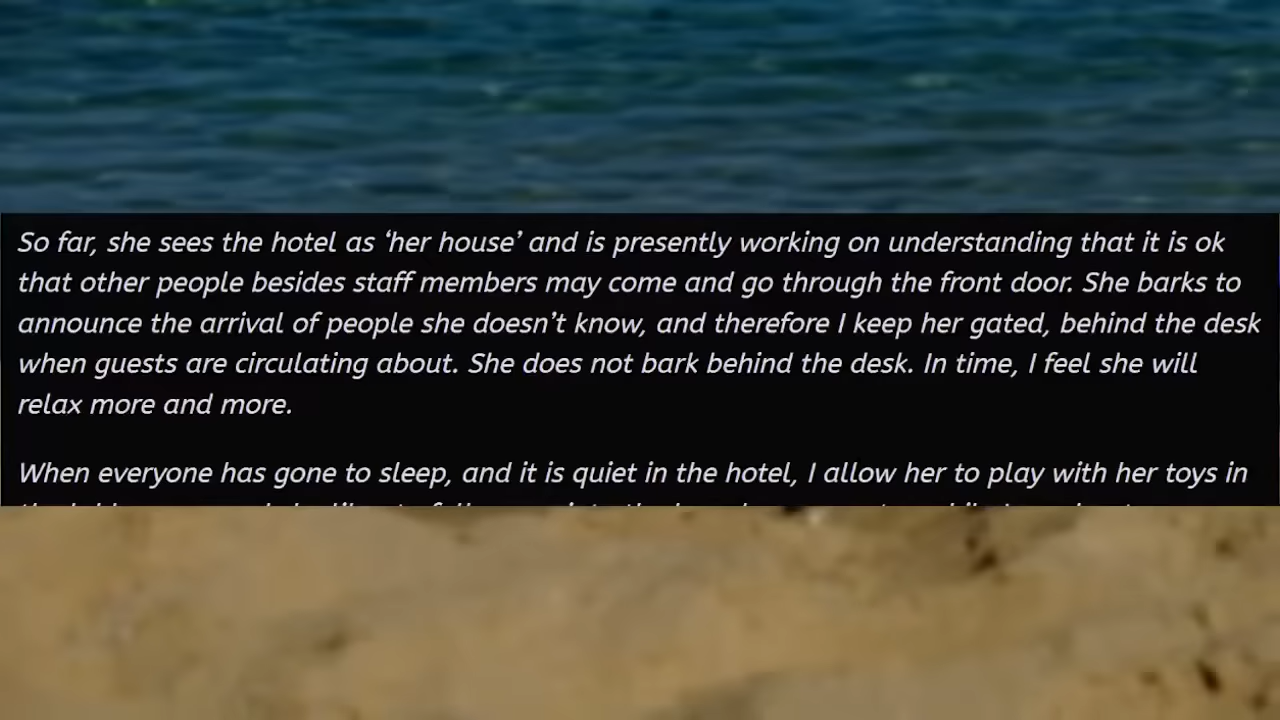 So far, she sees the hotel as ‘her house’ and is presently working on understanding that it is ok
that other people besides staff members may come and go through the front door. She barks to
announce the arrival of people she doesn’t know, and therefore I keep her gated, behind the desk
when guests are circulating about. She does not bark behind the desk. In time, I feel she will
relax more and more.
When everyone has gone to sleep, and it is quiet in the hotel, I allow her to play with her toys in